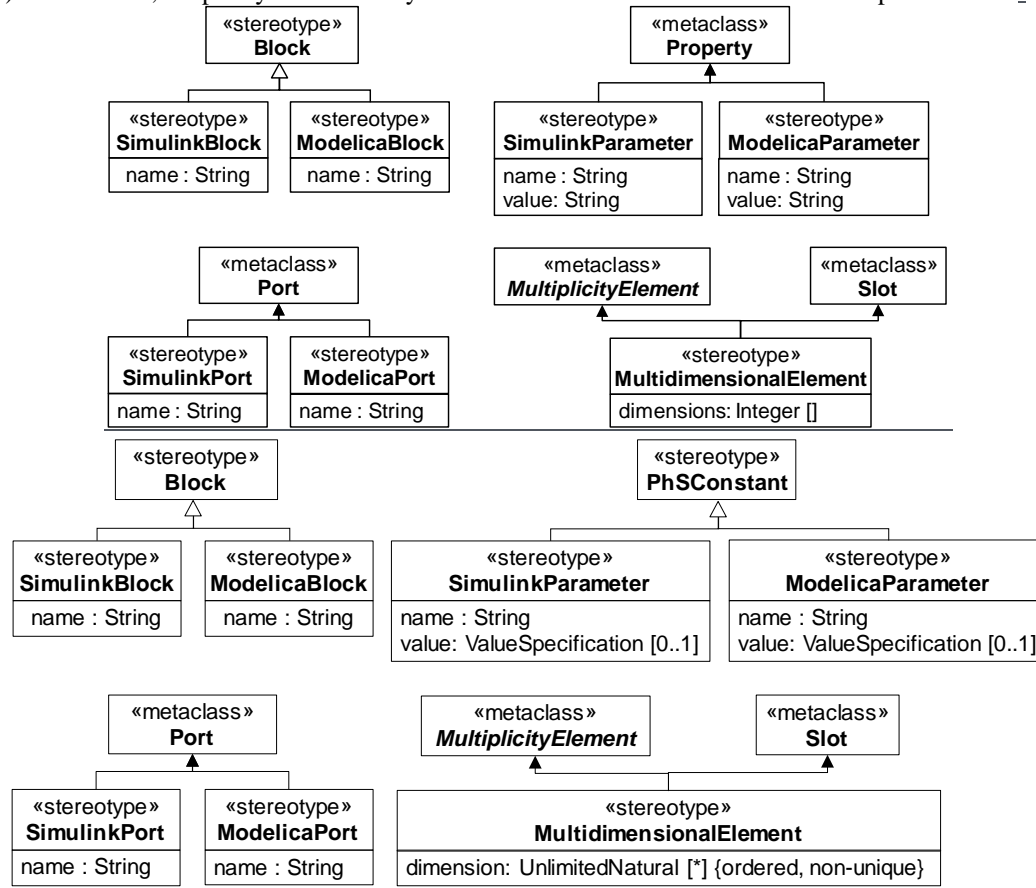 «stereotype»
Block
«metaclass»
Property
«stereotype»
SimulinkBlock
name : String
«stereotype»
ModelicaBlock
name : String
«stereotype»
SimulinkParameter
name : String
value: String
«stereotype»
ModelicaParameter
name : String
value: String
«metaclass»
Port
«metaclass»
MultiplicityElement
«metaclass»
Slot
«stereotype»
SimulinkPort
name : String
«stereotype»
ModelicaPort
name : String
«stereotype»
MultidimensionalElement
dimensions: Integer []
«stereotype»
Block
«stereotype»
PhSConstant
«stereotype»
SimulinkBlock
name : String
«stereotype»
ModelicaBlock
name : String
«stereotype»
SimulinkParameter
name : String
value: ValueSpecification [0..1]
«stereotype»
ModelicaParameter
name : String
value: ValueSpecification [0..1]
«metaclass»
Port
«metaclass»
MultiplicityElement
«metaclass»
Slot
«stereotype»
SimulinkPort
name : String
«stereotype»
ModelicaPort
name : String
«stereotype»
MultidimensionalElement
dimension: UnlimitedNatural [*] {ordered, non-unique}